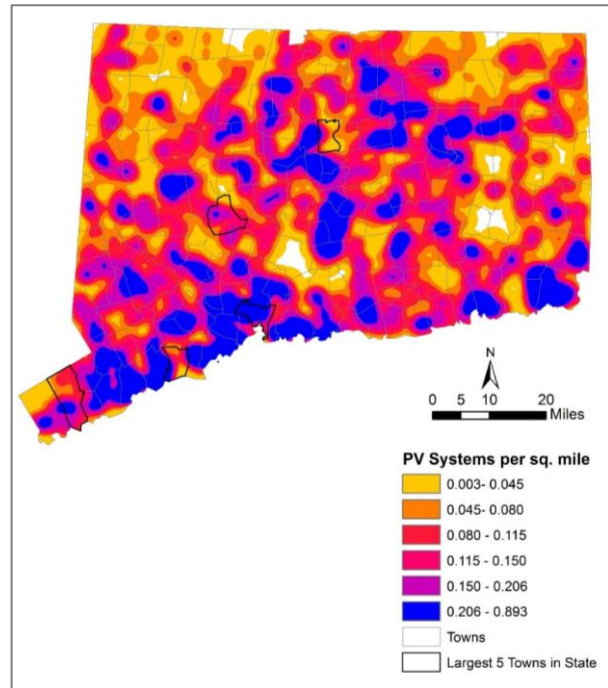 N
0 5 10 20
Miles
PV Systems per sq. mile
0.003- 0.045
0.045- 0.080
0.080 - 0.115
0.115 - 0.150
0.150 - 0.206
0.206 - 0.893
Towns
Largest 5 Towns in State